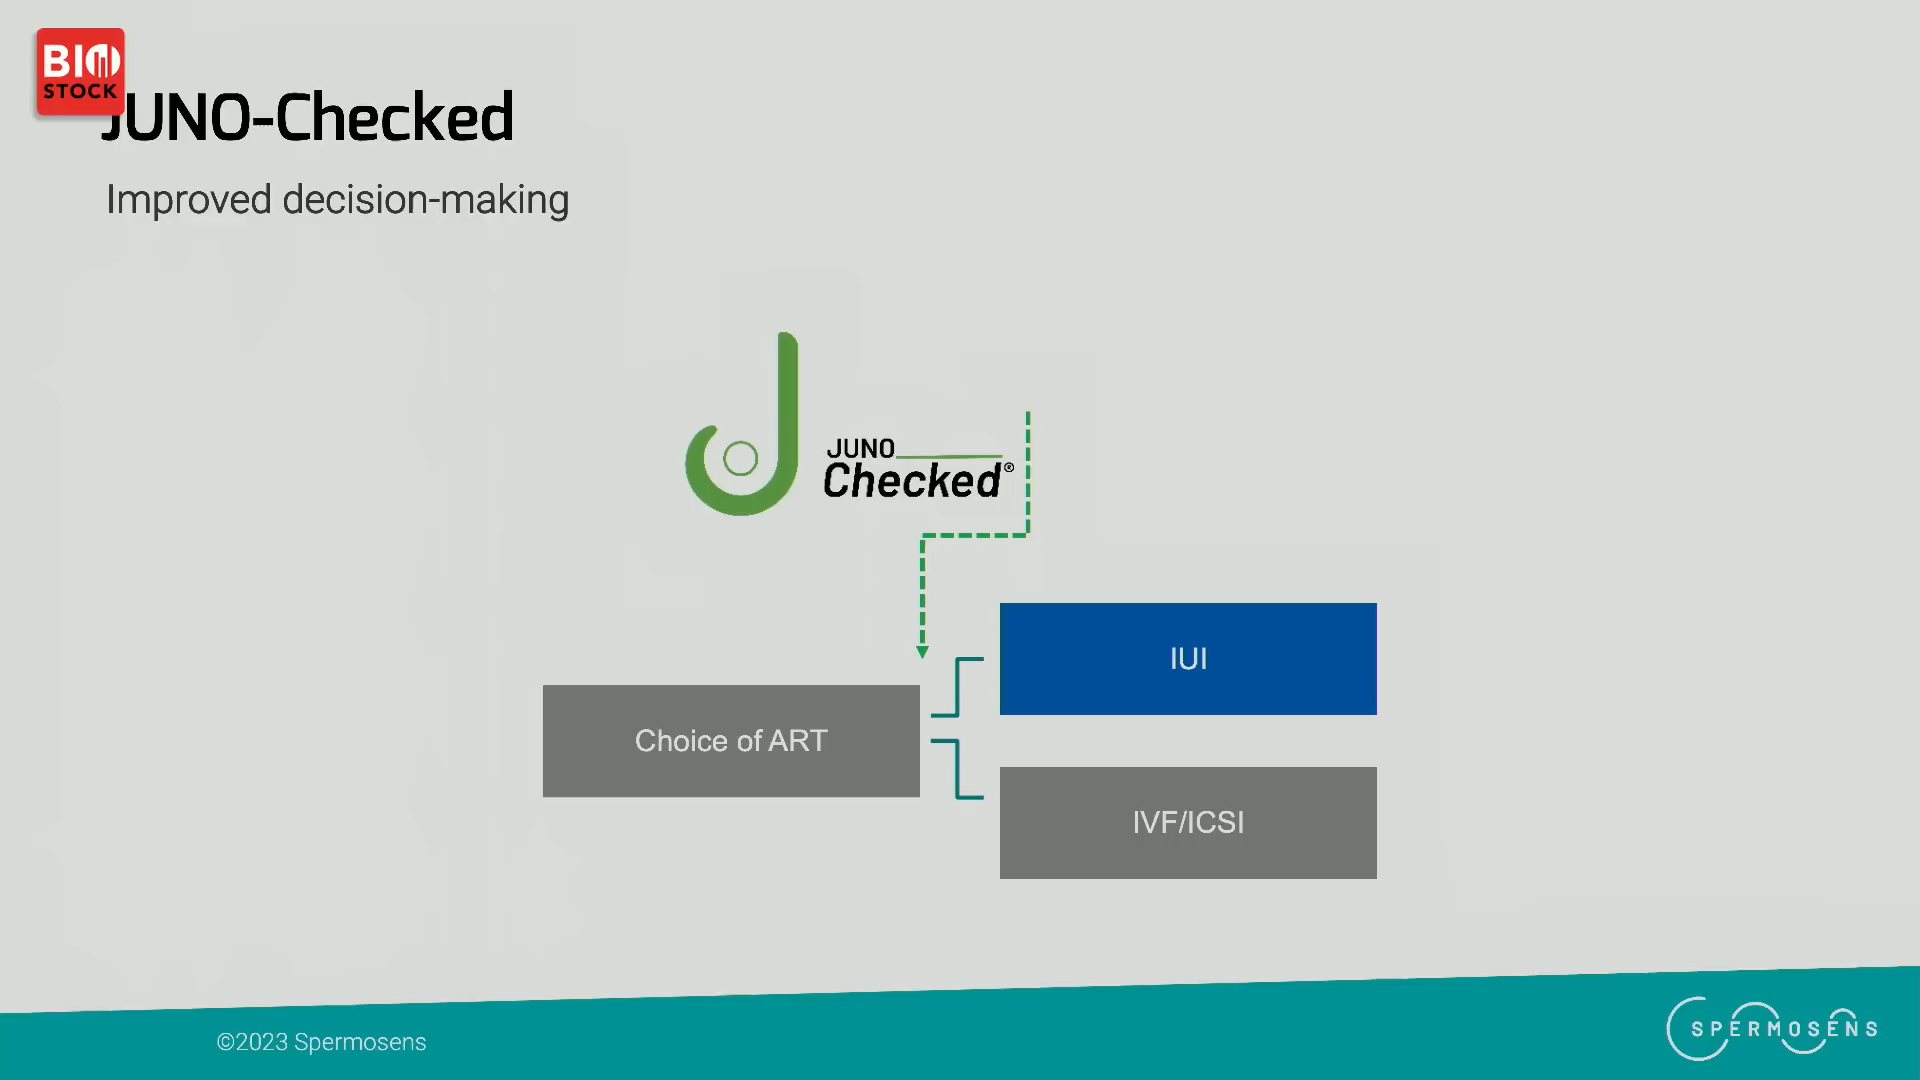 BIO
STOCK
JUNO-Checked
Improved decision-making
JUNO
Checked®
IUI
Choice of ART
IVF/ICSI
©2023 Spermosens
SPERMOSENS